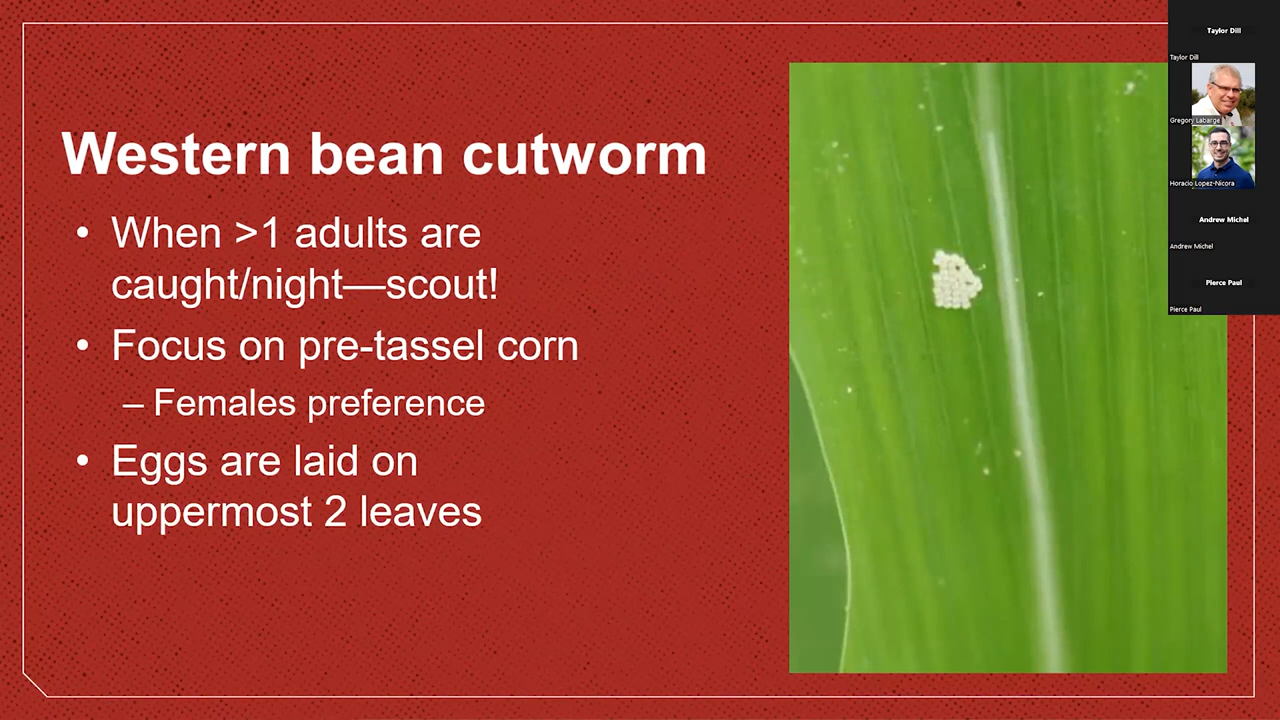 Western bean cutworm
• When >1 adults are
caught/night—scout!
• Focus on pre-tassel corn
– Females preference
• Eggs are laid on
uppermost 2 leaves
Taylor Dill
Taylor Dill
Gregory Labarge
Horacio Lopez-Nicora
Andrew Michel
Andrew Michel
Pierce Paul
Pierce Paul